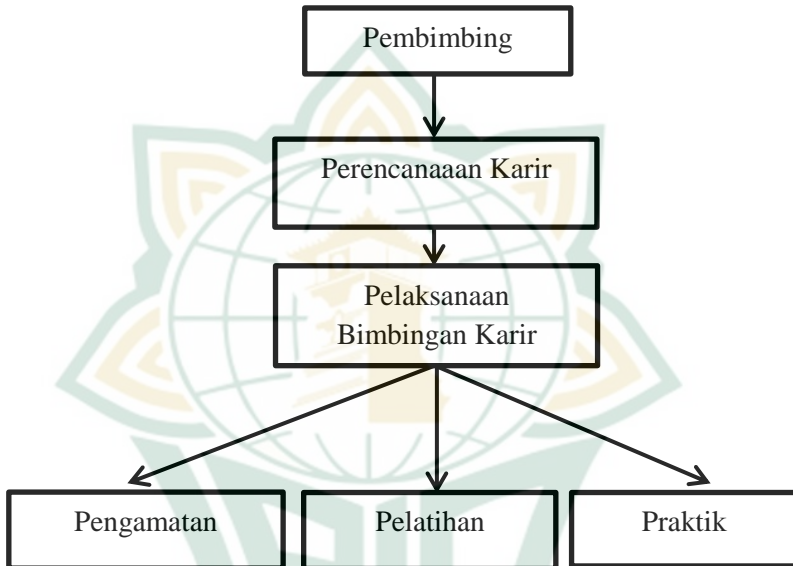 Pembimbing
Perencanaaan Karir
Pelaksanaan
Bimbingan Karir
Pengamatan
Pelatihan
Praktik